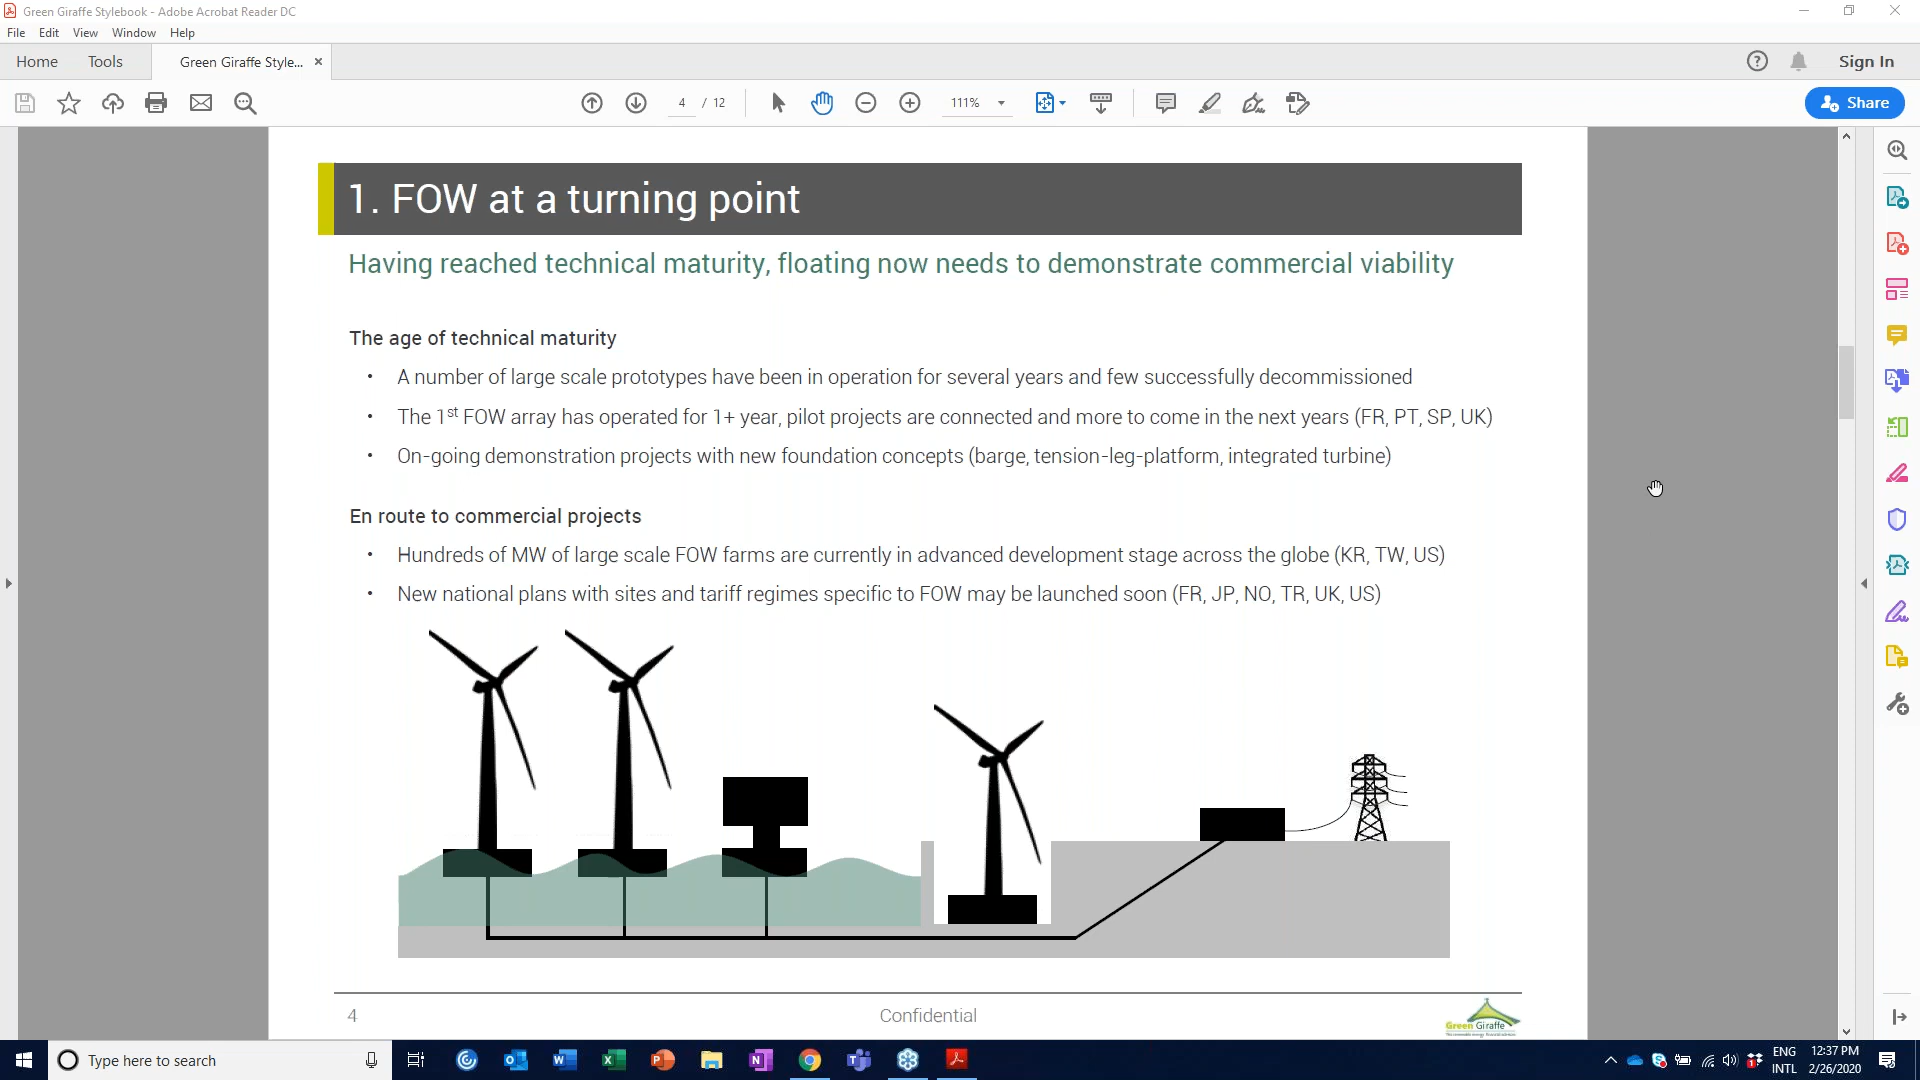 Green Giraffe Stylebook - Adobe Acrobat Reader DC
File Edit View Window Help
Home Tools Green Giraffe Style... × Sign In
4 / 12 111% Share
1. FOW at a turning point
Having reached technical maturity, floating now needs to demonstrate commercial viability
The age of technical maturity
• A number of large scale prototypes have been in operation for several years and few successfully decommissioned
• The 1st FOW array has operated for 1+ year, pilot projects are connected and more to come in the next years (FR, PT, SP, UK)
• On-going demonstration projects with new foundation concepts (barge, tension-leg-platform, integrated turbine)
En route to commercial projects
• Hundreds of MW of large scale FOW farms are currently in advanced development stage across the globe (KR, TW, US)
• New national plans with sites and tariff regimes specific to FOW may be launched soon (FR, JP, NO, TR, UK, US)
4 Confidential
Green Giraffe
Type here to search
ENG 12:37 PM
INTL 2/26/2020